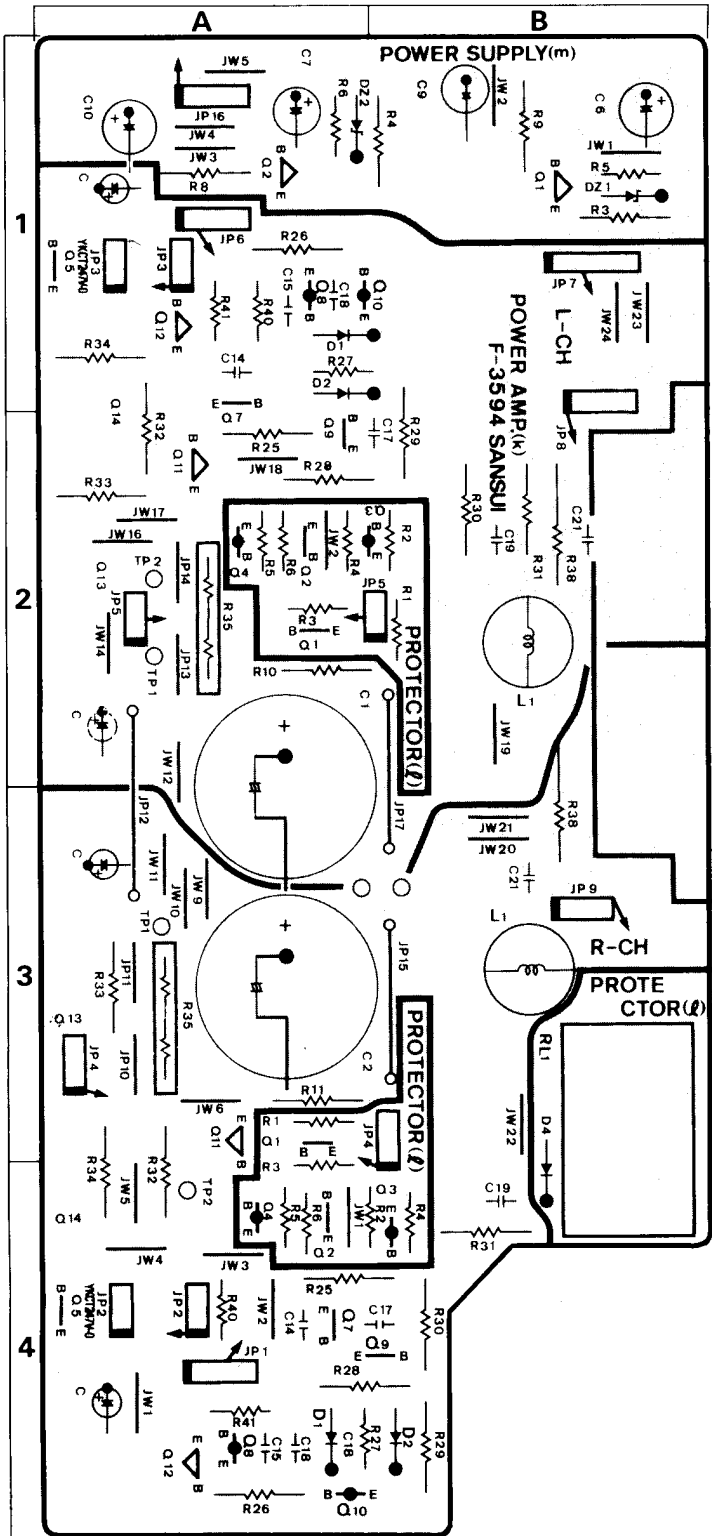 A
B
POWER SUPPLY(m)
JW5
C7
C10
JP16
JW4
JW3
R8
R6
DZ2
R4
C9
JW2
R9
C6
JW1
R5
DZ1
R3
B
Q2
E
B
Q1
E
1
C
JP6
JP3
YKCT247V-0
Q5
B
E
JP3
R26
C15
E
Q8
B
C18
B
Q10
E
JP7
L-CH
JW24
JW23
B
Q12
E
R41
R40
D1
R27
R34
C14
D2
POWER AMP.(k)
F-3594 SANSUI
E
B
Q7
Q14
R32
R25
Q9
B
E
C17
R29
JP8
B
Q11
E
JW18
R28
R33
R30
C19
R31
R38
C21
JW17
JW16
2
Q13
TP2
JP14
JP5
JW14
R35
TP1
JP13
B
E
Q4
R5
R6
B
E
Q2
JW2
R4
Q3
B
E
R2
R3
B
E
Q1
JP5
R1
PROTECTOR(ℓ)
R10
C1
L1
JW19
C
JW12
JP12
JP17
R38
JW21
JW20
C21
C
JW11
JW10
JW9
TP1
JP9
R-CH
L1
3
JP11
R33
R35
JP15
PROTE
CTOR(ℓ)
Q13
JP4
JP10
C2
PROTECTOR(ℓ)
RL1
R11
JW6
E
Q11
B
R1
Q1
B
E
R3
JP4
JW22
D4
R34
JW5
R32
TP2
Q14
B
E
Q4
R5
R6
B
E
Q2
JW1
R2
Q3
E
B
R4
C19
R31
JW4
JW3
R25
4
B
Q5
E
YKCT247V-0
JP2
JP2
R40
JW2
C14
E
Q7
B
C17
Q9
E
B
R30
JP1
R28
C
JW1
R41
E
Q12
B
B
Q8
E
C15
C18
D1
C18
R27
D2
R29
R26
B
E
Q10